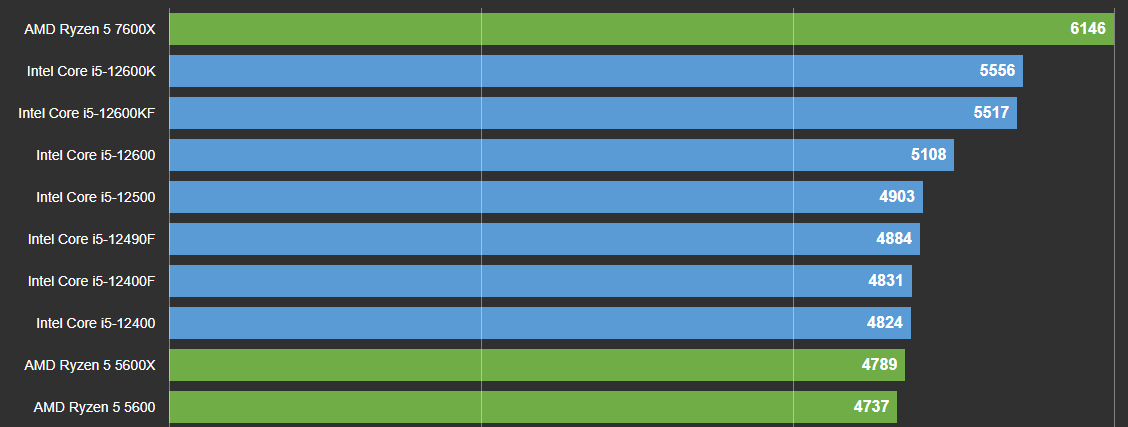 AMD Ryzen 5 7600X 6146
Intel Core i5-12600K 5556
Intel Core i5-12600KF 5517
Intel Core i5-12600 5108
Intel Core i5-12500 4903
Intel Core i5-12490F 4884
Intel Core i5-12400F 4831
Intel Core i5-12400 4824
AMD Ryzen 5 5600X 4789
AMD Ryzen 5 5600 4737